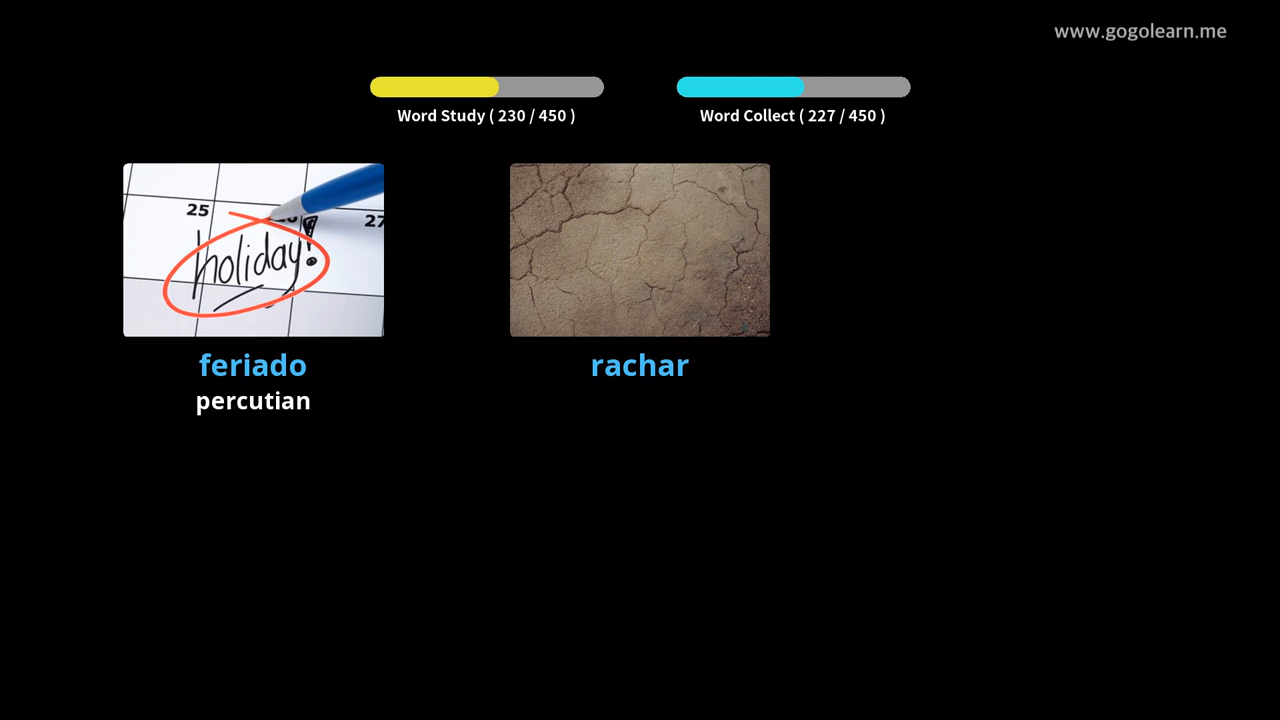 www.gogolearn.me
Word Study ( 230 / 450 )
Word Collect ( 227 / 450 )
25
27
holiday!
feriado
rachar
percutian